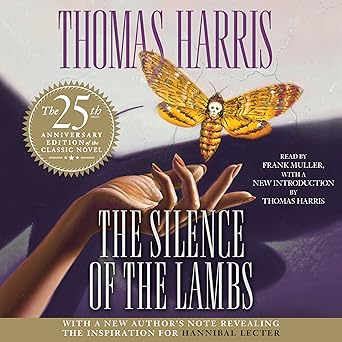 THOMAS HARRIS
The
25th
ANNIVERSARY
EDITION of the
CLASSIC NOVEL
READ BY
FRANK MULLER,
WITH A
NEW INTRODUCTION
BY
THOMAS HARRIS
THE SILENCE
OF THE LAMBS
WITH A NEW AUTHOR'S NOTE REVEALING
THE INSPIRATION FOR HANNIBAL LECTER